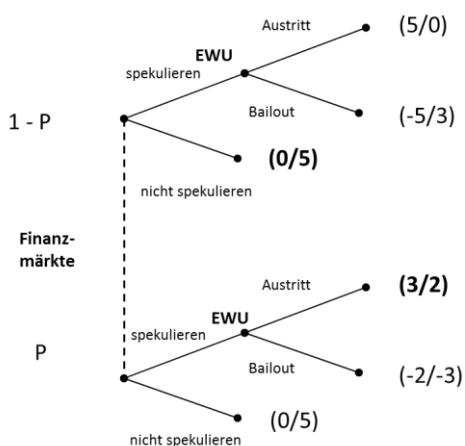 Austritt
(5/0)
EWU
spekulieren
1 - P
Bailout
(-5/3)
(0/5)
nicht spekulieren
Finanz-
märkte
Austritt
(3/2)
EWU
spekulieren
P
Bailout
(-2/-3)
(0/5)
nicht spekulieren